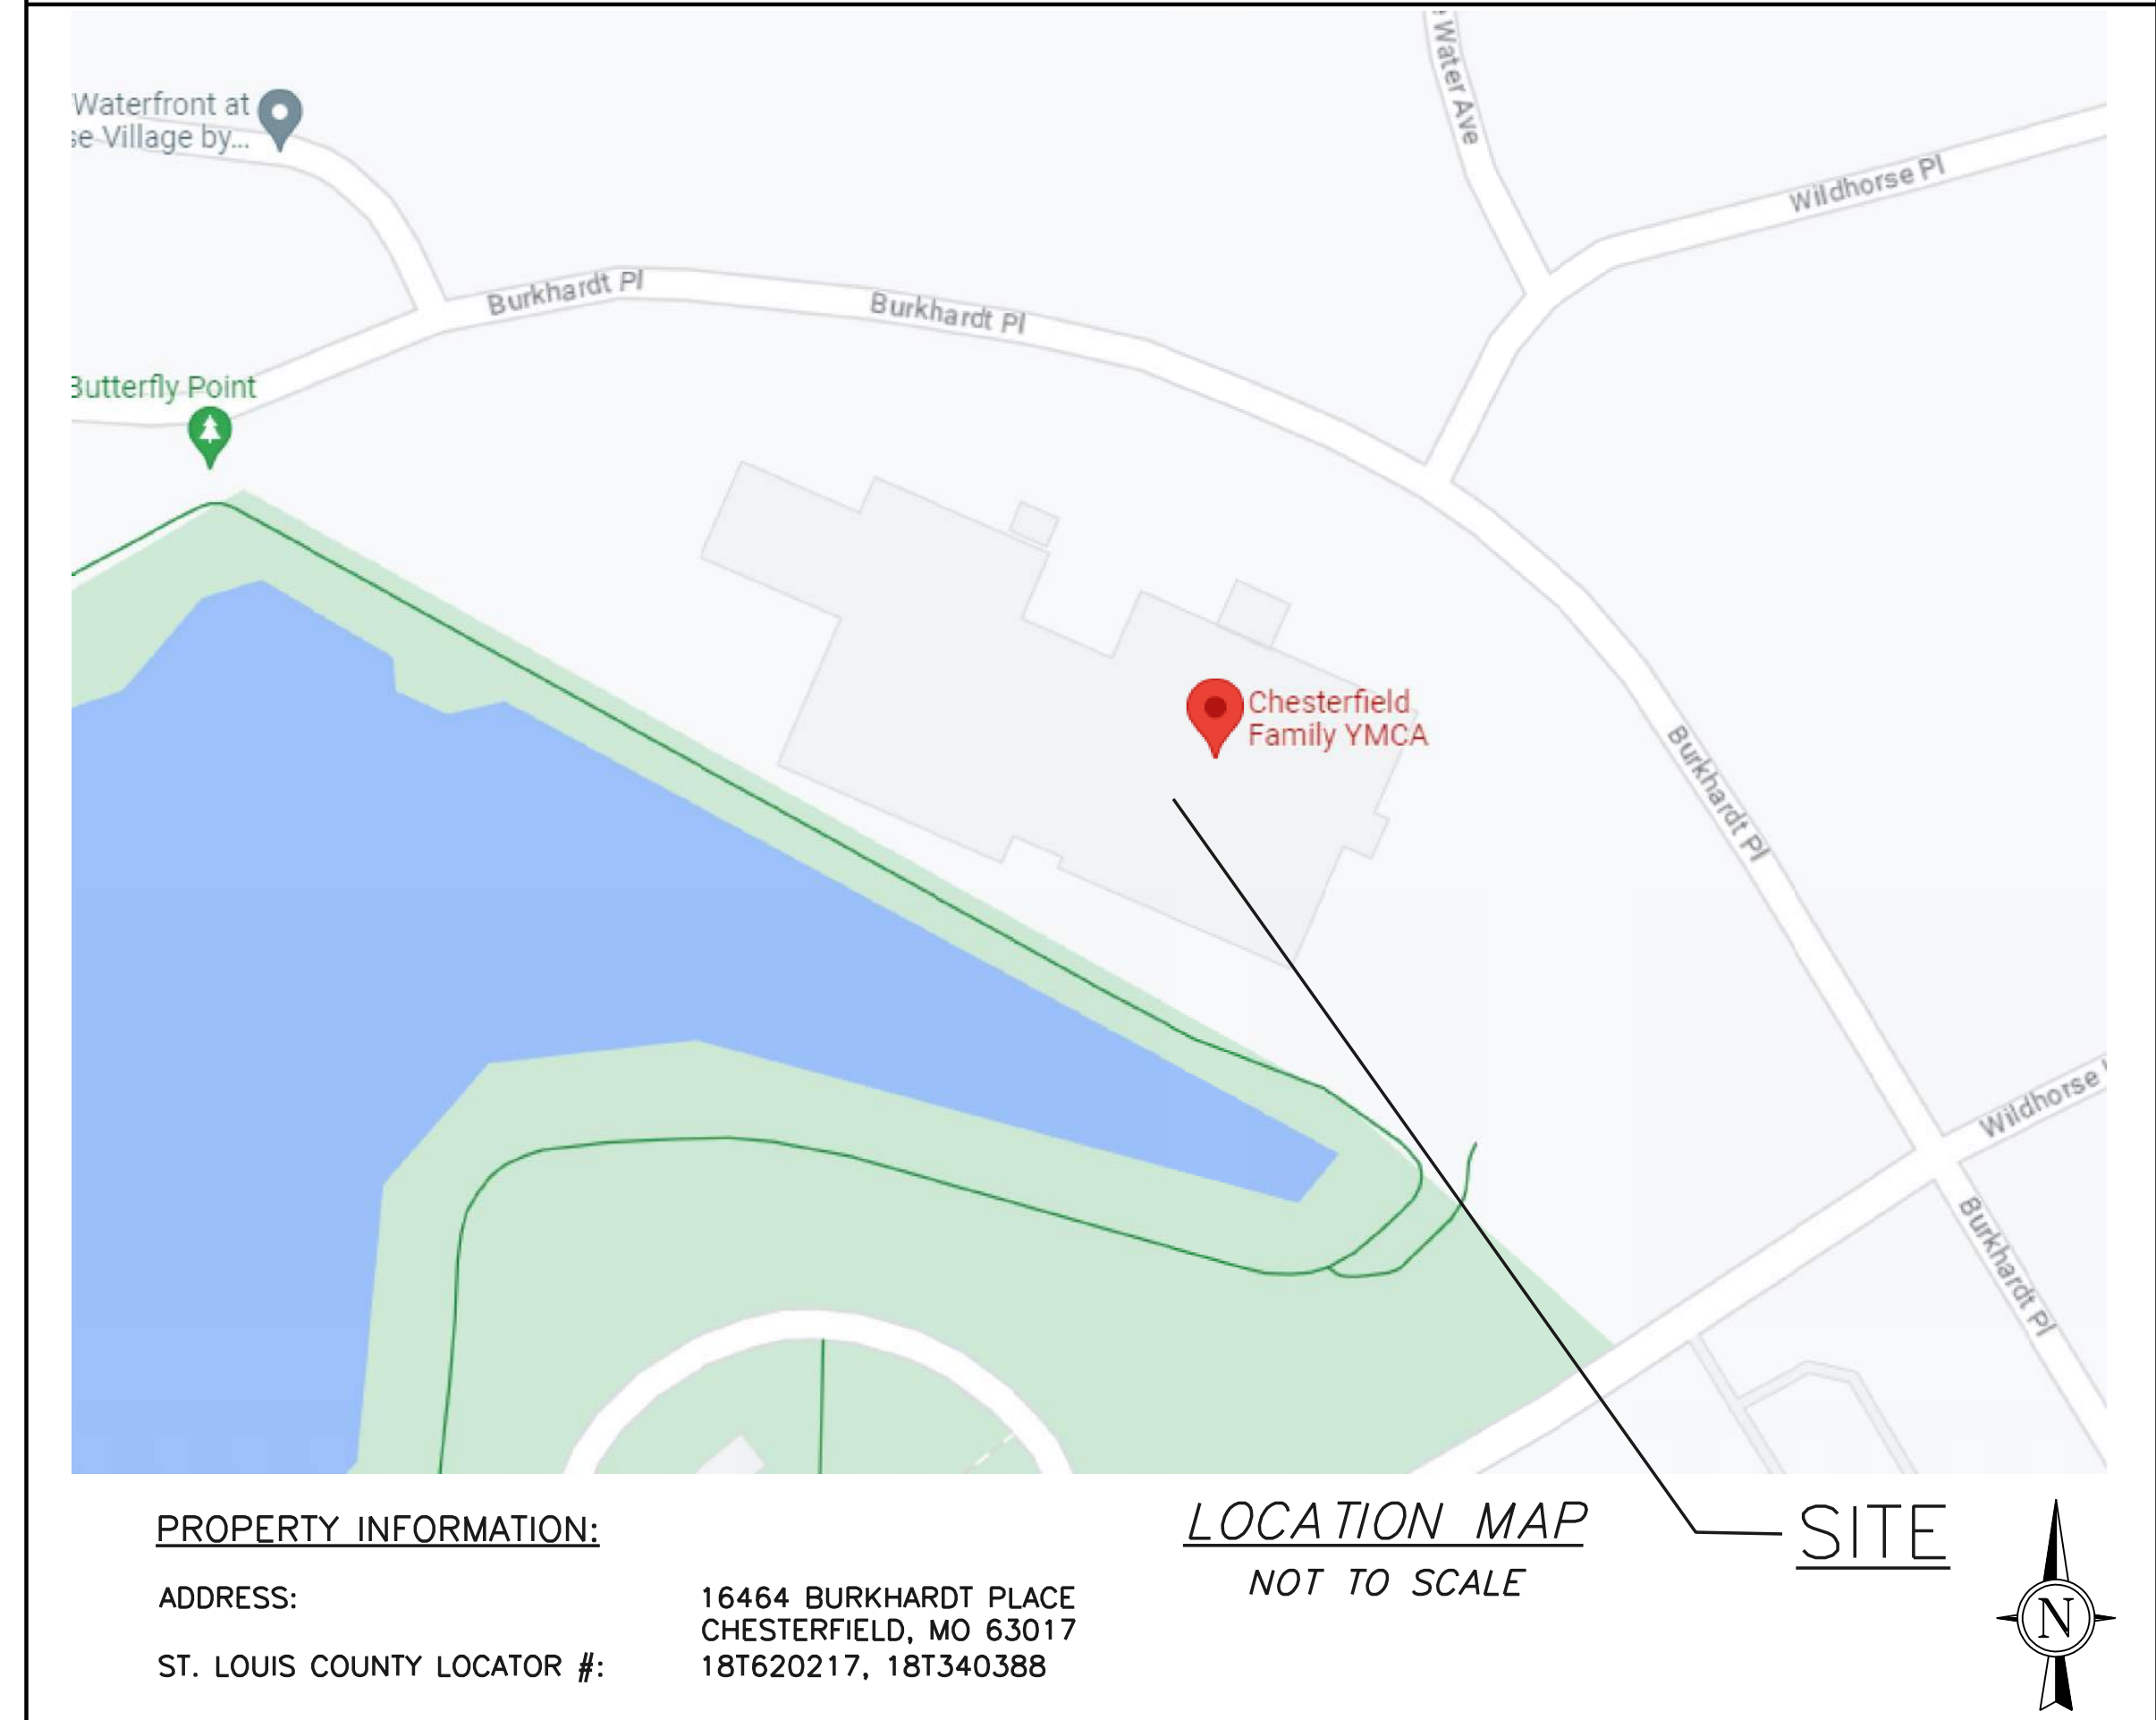 Water Ave
Waterfront at
se Village by...
Wildhorse Pl
Burkhardt Pl
Burkhardt Pl
Butterfly Point
Chesterfield
Family YMCA
Burkhardt Pl
Wildhorse
Burkhardt Pl
PROPERTY INFORMATION:
LOCATION MAP
NOT TO SCALE
SITE
N
ADDRESS: 16464 BURKHARDT PLACE
CHESTERFIELD, MO 63017
ST. LOUIS COUNTY LOCATOR #: 18T620217, 18T340388